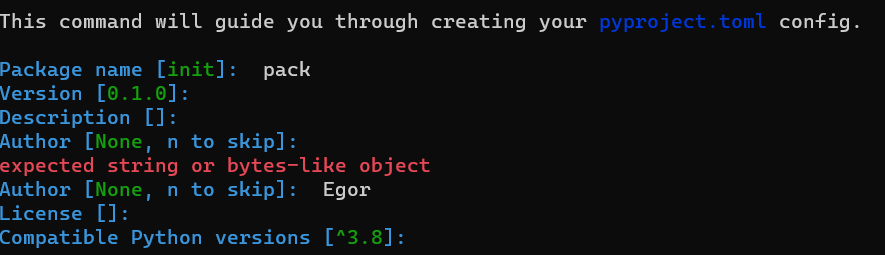 This command will guide you through creating your pyproject.toml config.
Package name [init]:  pack
Version [0.1.0]:
Description []:
Author [None, n to skip]:
expected string or bytes-like object
Author [None, n to skip]:  Egor
License []:
Compatible Python versions [^3.8]: